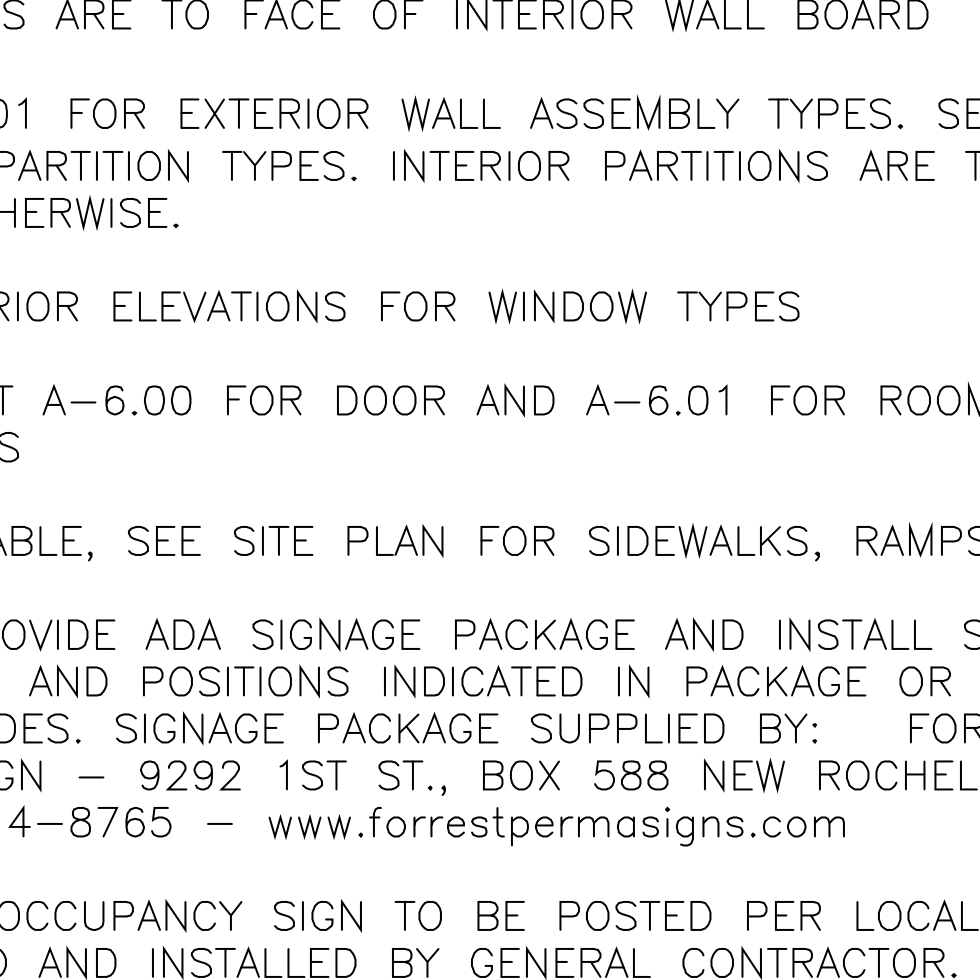 S ARE TO FACE OF INTERIOR WALL BOARD
01 FOR EXTERIOR WALL ASSEMBLY TYPES. SE
PARTITION TYPES. INTERIOR PARTITIONS ARE T
HERWISE.
RIOR ELEVATIONS FOR WINDOW TYPES
T A-6.00 FOR DOOR AND A-6.01 FOR ROOM
S
ABLE, SEE SITE PLAN FOR SIDEWALKS, RAMPS
OVIDE ADA SIGNAGE PACKAGE AND INSTALL S
AND POSITIONS INDICATED IN PACKAGE OR
DES. SIGNAGE PACKAGE SUPPLIED BY: FOR
GN - 9292 1ST ST., BOX 588 NEW ROCHEL
4-8765 - www.forrestpermasigns.com
OCCUPANCY SIGN TO BE POSTED PER LOCAL
D AND INSTALLED BY GENERAL CONTRACTOR.